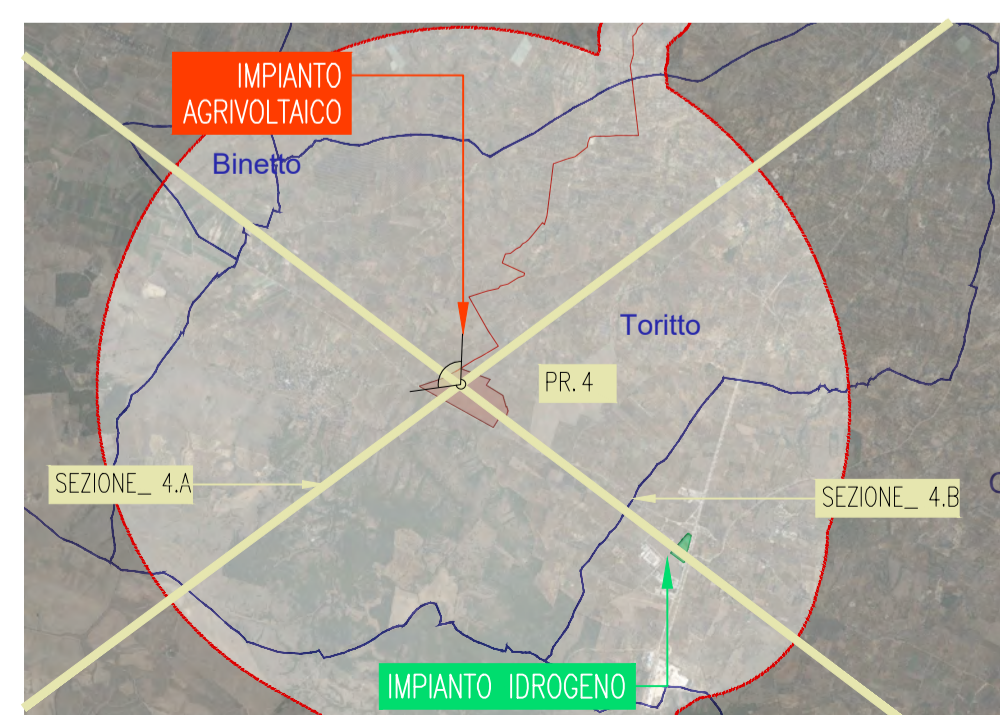 IMPIANTO
AGRIVOLTAICO
Binetto
Toritto
PR. 4
SEZIONE_ 4.A
SEZIONE_ 4.B
IMPIANTO IDROGENO